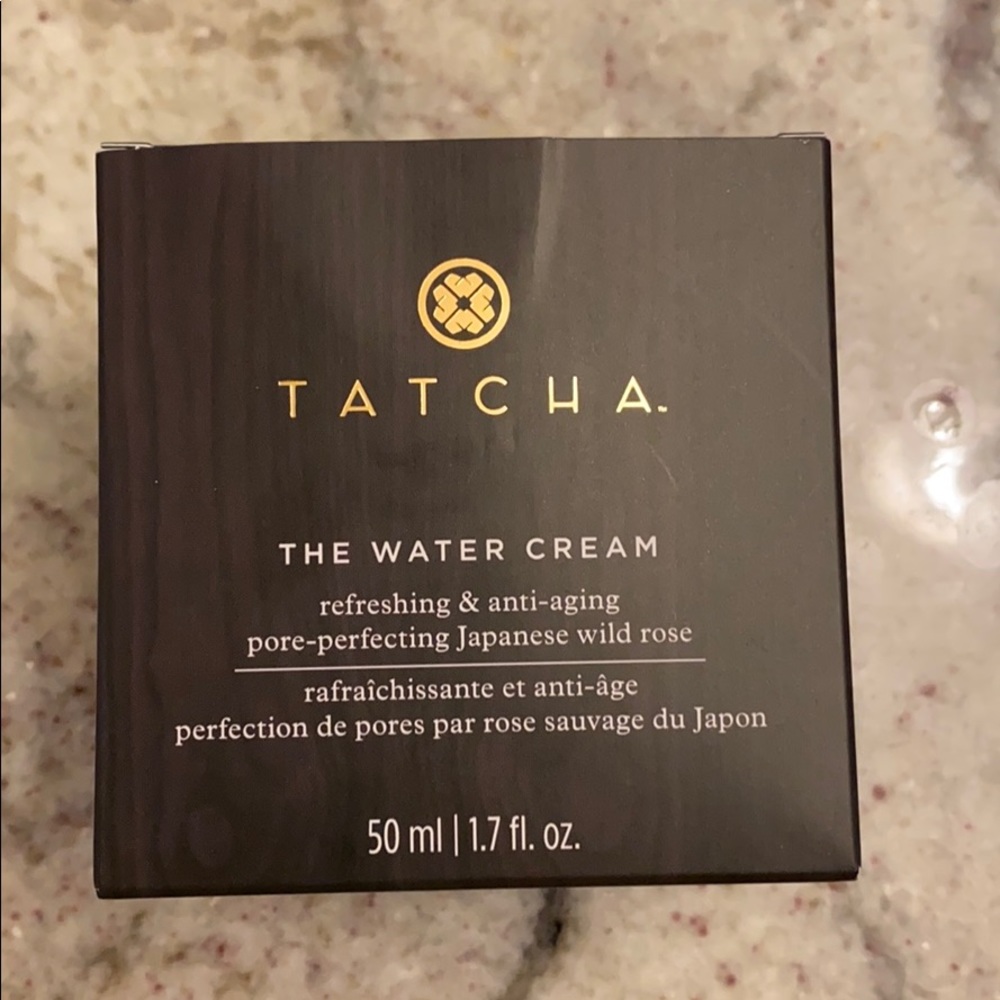 TATCHA™
THE WATER CREAM
refreshing & anti-aging
pore-perfecting Japanese wild rose
rafraîchissante et anti-âge
perfection de pores par rose sauvage du Japon
50 ml | 1.7 fl. oz.